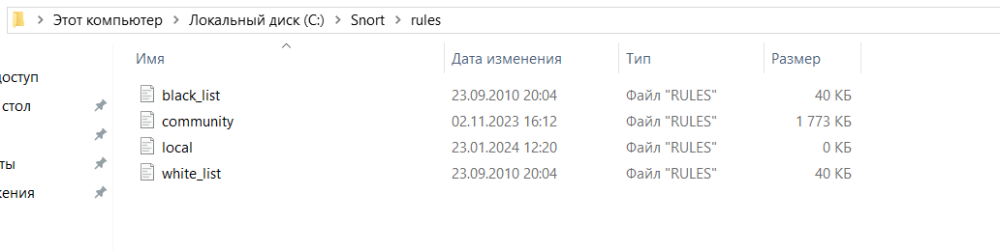 Этот компьютер > Локальный диск (C:) > Snort > rules
Имя Дата изменения Тип Размер
доступ
black_list 23.09.2010 20:04 Файл "RULES" 40 КБ
стол
community 02.11.2023 16:12 Файл "RULES" 1 773 КБ
local 23.01.2024 12:20 Файл "RULES" 0 КБ
ты
white_list 23.09.2010 20:04 Файл "RULES" 40 КБ
жения